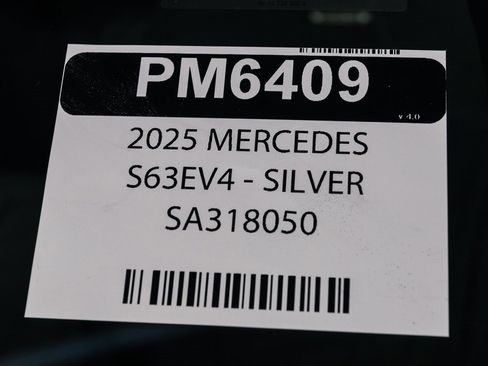 PM6409
v 4.0
2025 MERCEDES
S63EV4 - SILVER
SA318050